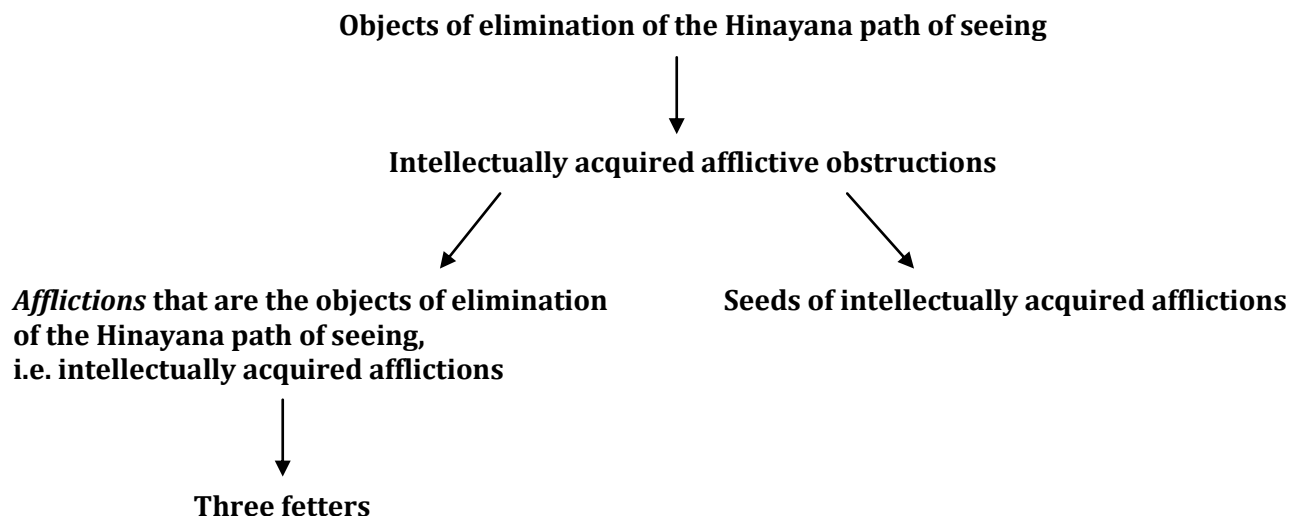 Objects of elimination of the Hinayana path of seeing
Intellectually acquired afflictive obstructions
Afflictions that are the objects of elimination
of the Hinayana path of seeing,
i.e. intellectually acquired afflictions
Seeds of intellectually acquired afflictions
Three fetters